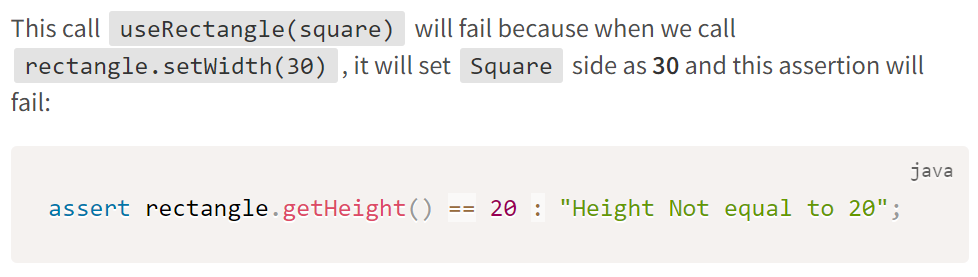 This call useRectangle(square) will fail because when we call
rectangle.setWidth(30) , it will set Square side as 30 and this assertion will
fail:
java
assert rectangle.getHeight() == 20 : "Height Not equal to 20";